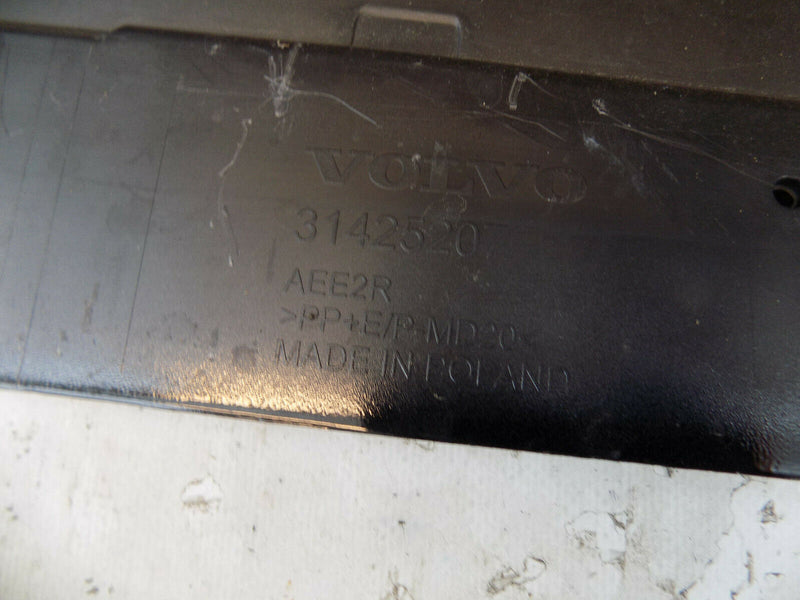 VOLVO
3142520
AEE2R
>PP+E/P-MD20<
MADE IN POLAND